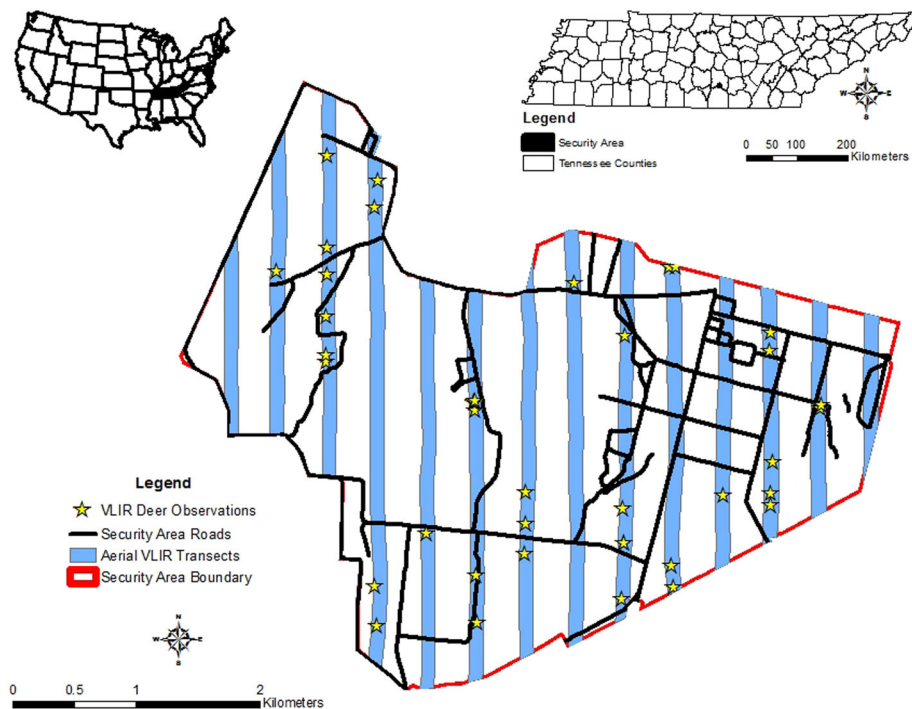 N
W E
S
Legend
Security Area
Tennessee Counties
0 50 100 200
Kilometers
Legend
VLIR Deer Observations
Security Area Roads
Aerial VLIR Transects
Security Area Boundary
N
W E
S
0 0.5 1 2
Kilometers